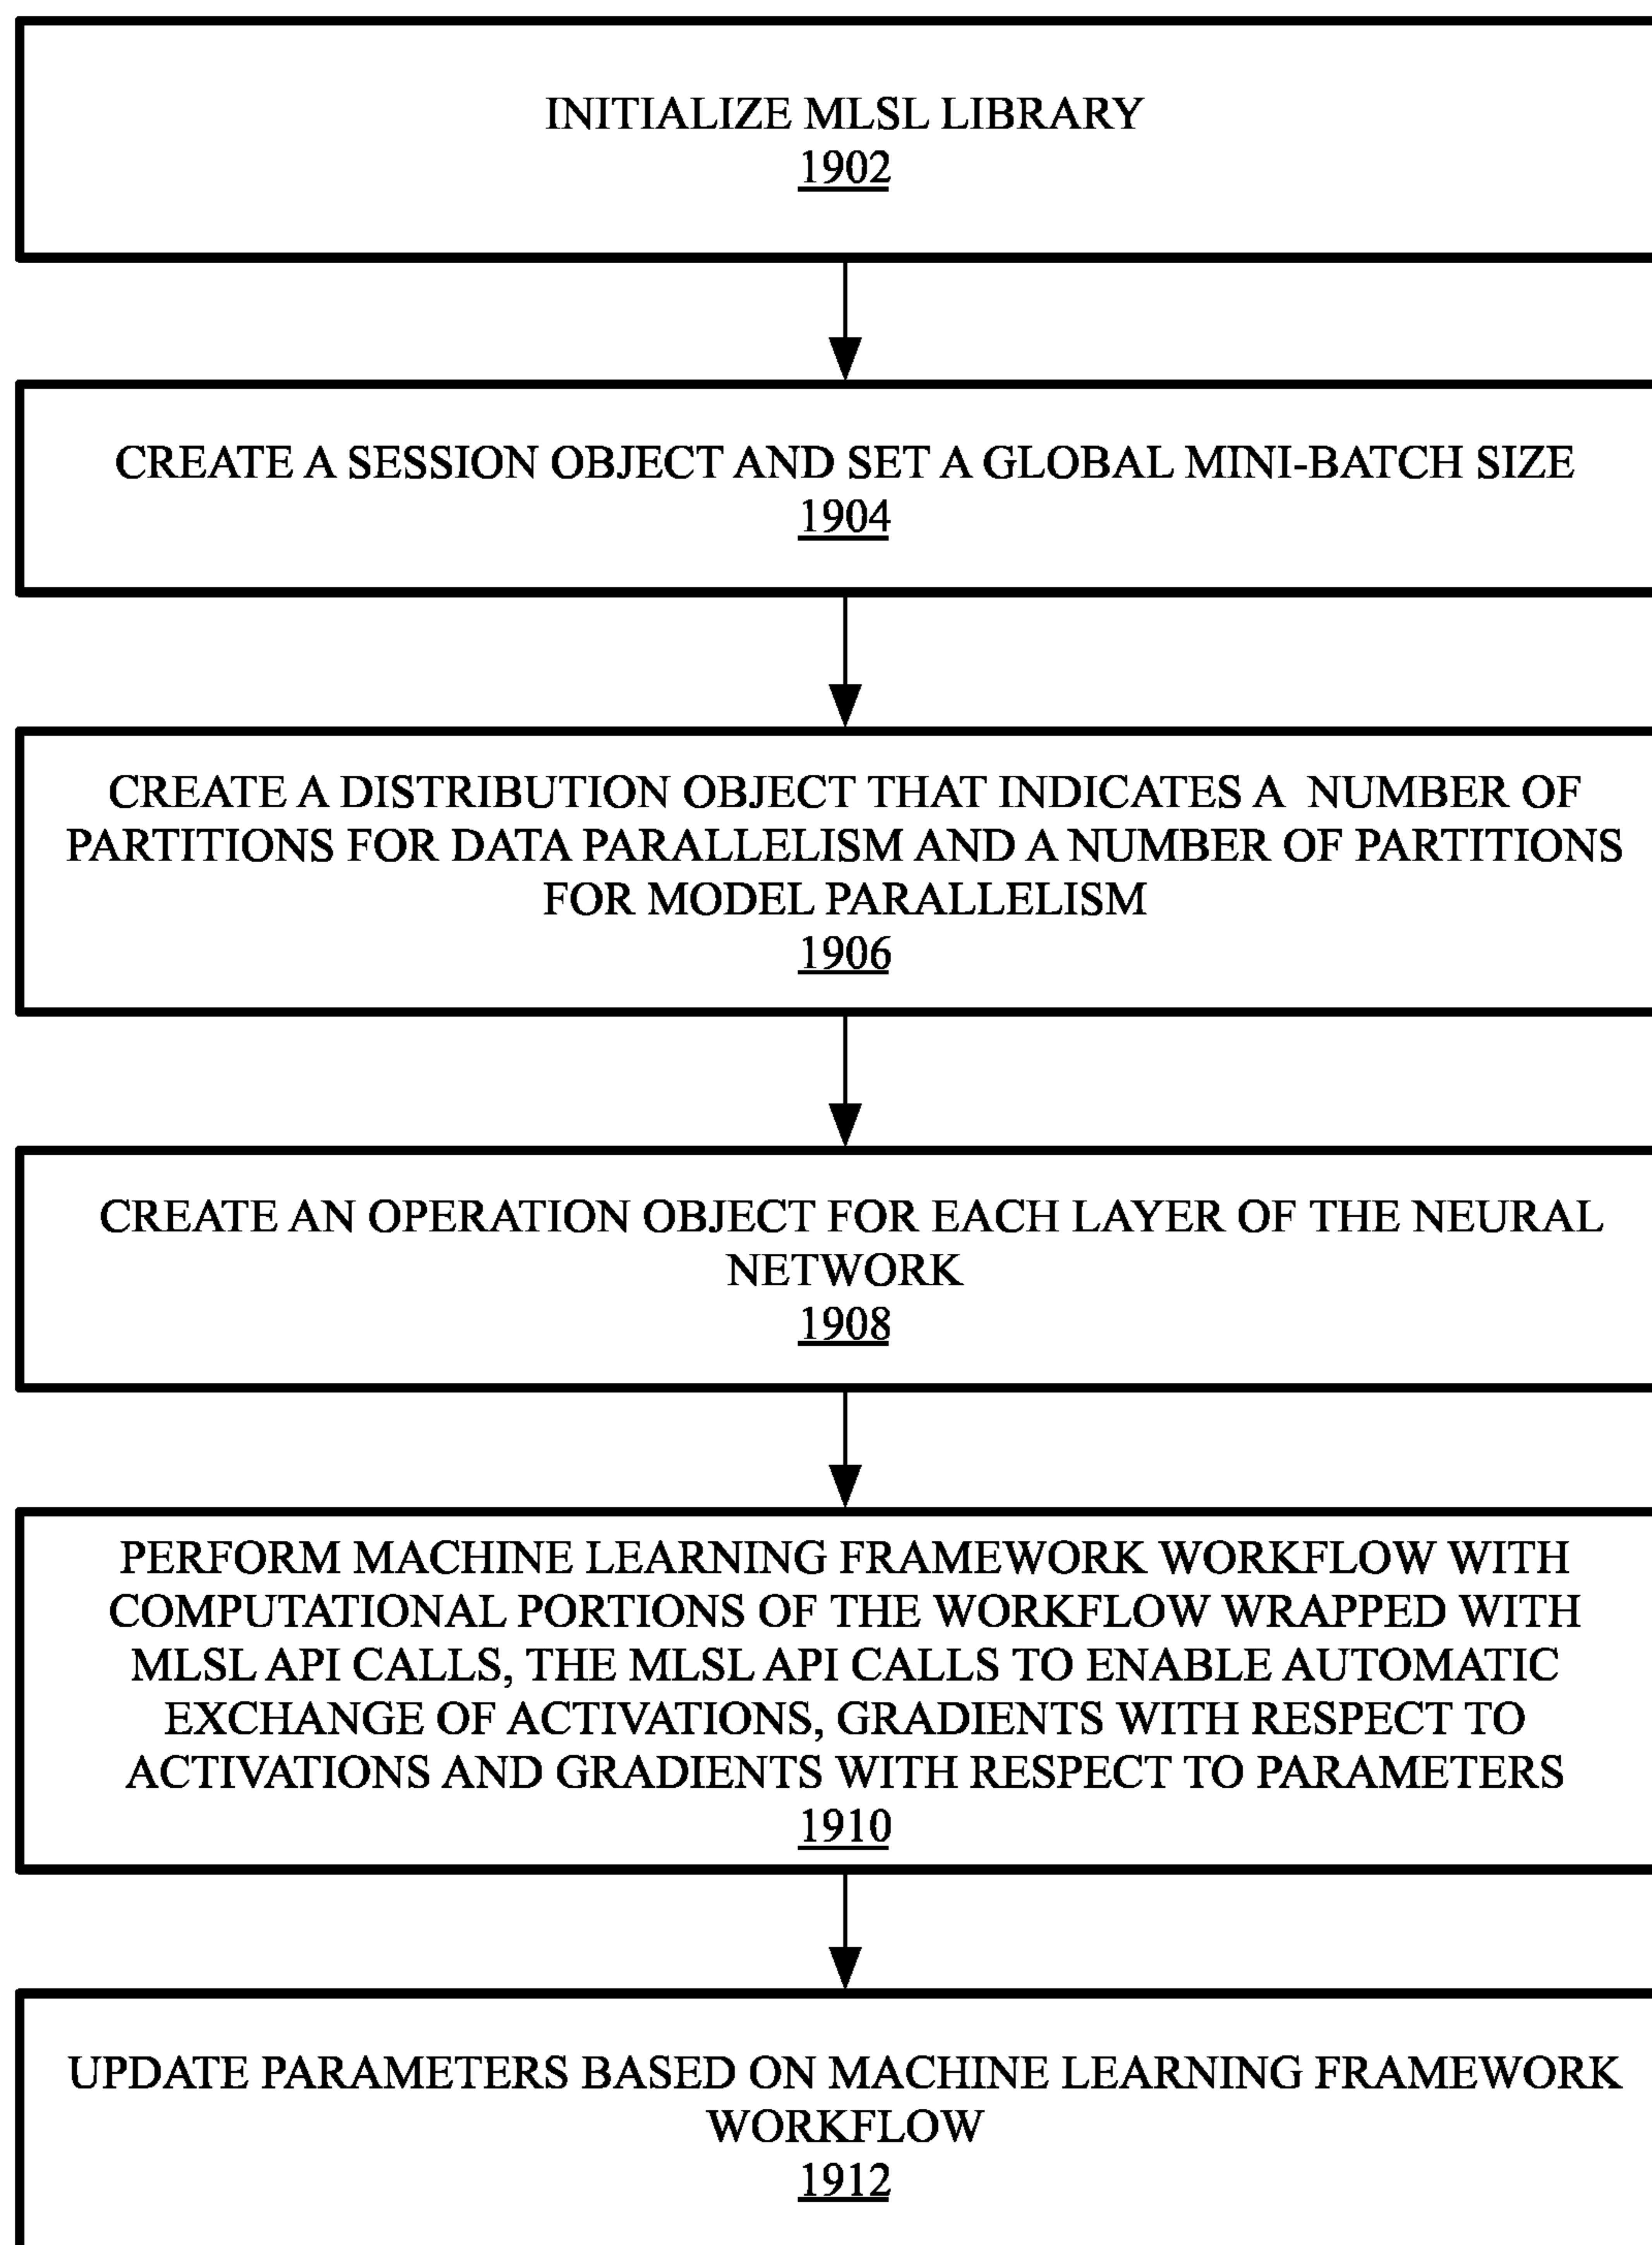 INITIALIZE MLSL LIBRARY
1902
CREATE A SESSION OBJECT AND SET A GLOBAL MINI-BATCH SIZE
1904
CREATE A DISTRIBUTION OBJECT THAT INDICATES A NUMBER OF
PARTITIONS FOR DATA PARALLELISM AND A NUMBER OF PARTITIONS
FOR MODEL PARALLELISM
1906
CREATE AN OPERATION OBJECT FOR EACH LAYER OF THE NEURAL
NETWORK
1908
PERFORM MACHINE LEARNING FRAMEWORK WORKFLOW WITH
COMPUTATIONAL PORTIONS OF THE WORKFLOW WRAPPED WITH
MLSL API CALLS, THE MLSL API CALLS TO ENABLE AUTOMATIC
EXCHANGE OF ACTIVATIONS, GRADIENTS WITH RESPECT TO
ACTIVATIONS AND GRADIENTS WITH RESPECT TO PARAMETERS
1910
UPDATE PARAMETERS BASED ON MACHINE LEARNING FRAMEWORK
WORKFLOW
1912